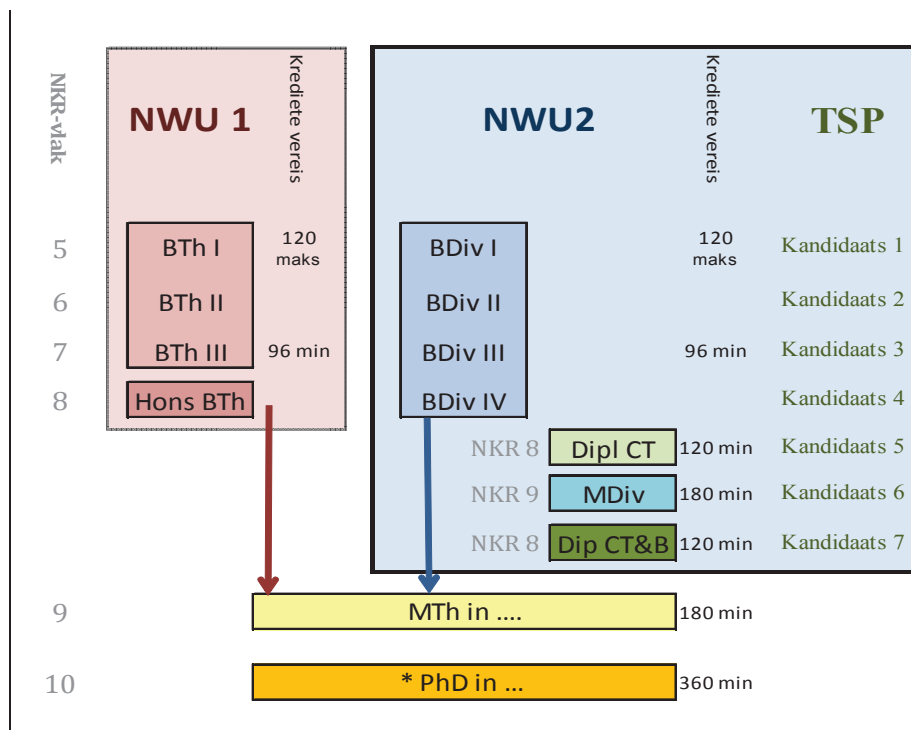 NKR-vlak
NWU 1
Krediete vereis
NWU2
Krediete vereis
TSP
5
BTh I
120
maks
BDiv I
120
maks
Kandidaats 1
6
BTh II
BDiv II
Kandidaats 2
7
BTh III
96 min
BDiv III
96 min
Kandidaats 3
8
Hons BTh
BDiv IV
Kandidaats 4
NKR 8
Dipl CT
120 min
Kandidaats 5
NKR 9
MDiv
180 min
Kandidaats 6
NKR 8
Dip CT&B
120 min
Kandidaats 7
9
MTh in ....
180 min
10
* PhD in ...
360 min